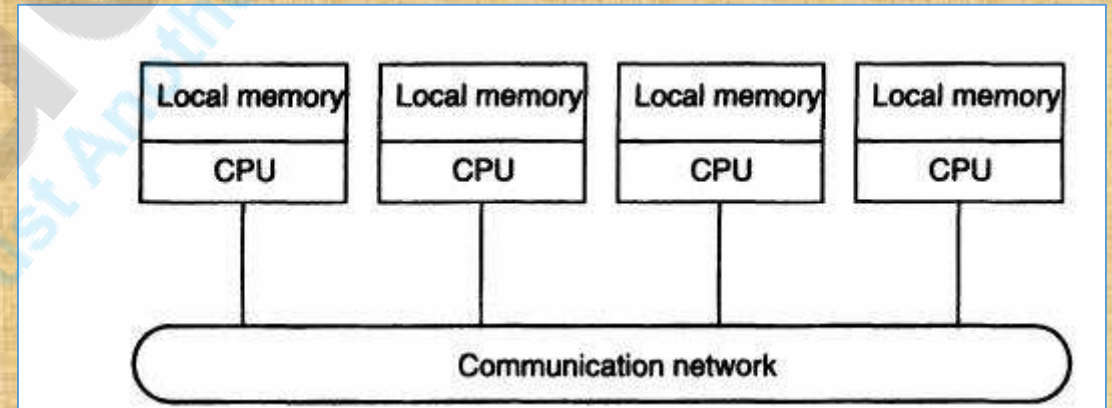 Local memory Local memory Local memory Local memory
CPU CPU CPU CPU
Communication network